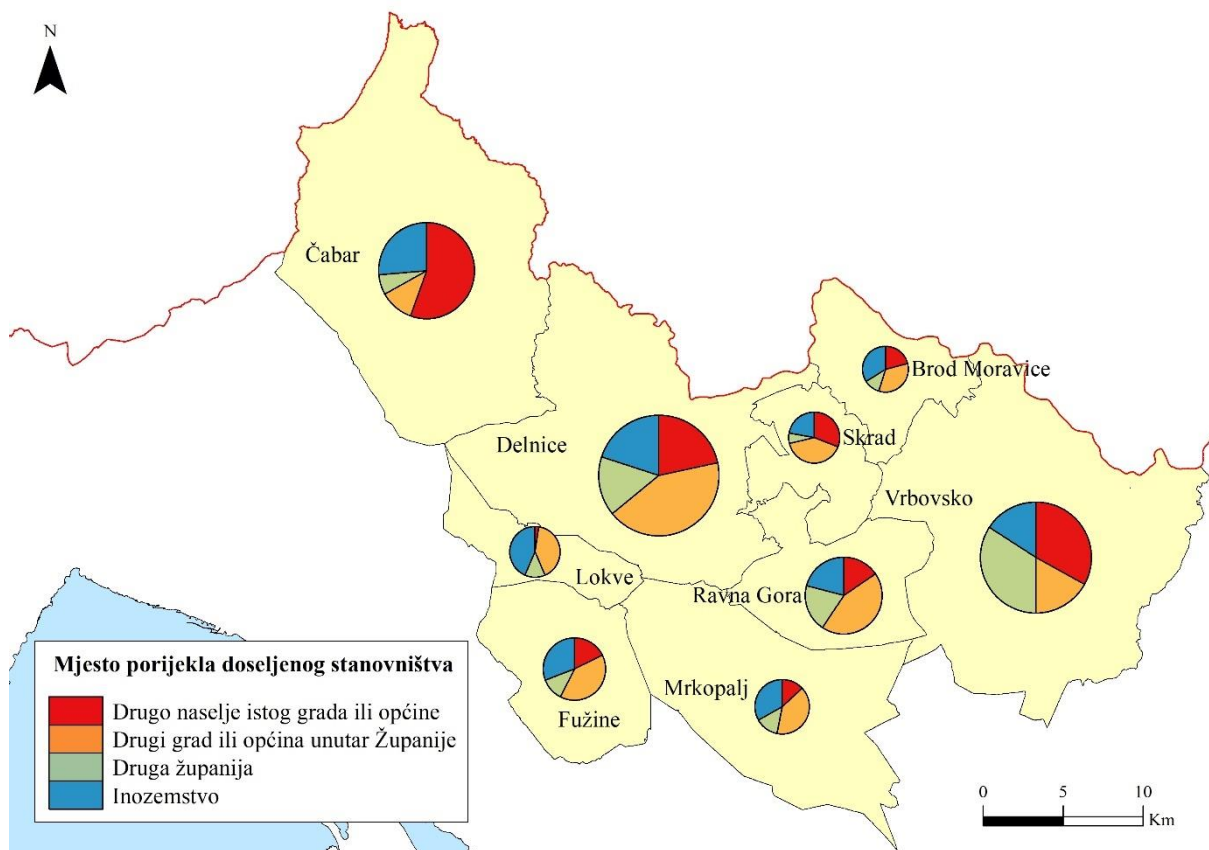 N
Čabar
Brod Moravice
Delnice
Skrad
Vrbovsko
Lokve
Ravna Gora
Mrkopalj
Fužine
Mjesto porijekla doseljenog stanovništva
Drugo naselje istog grada ili općine
Drugi grad ili općina unutar Županije
Druga županija
Inozemstvo
0 5 10
Km